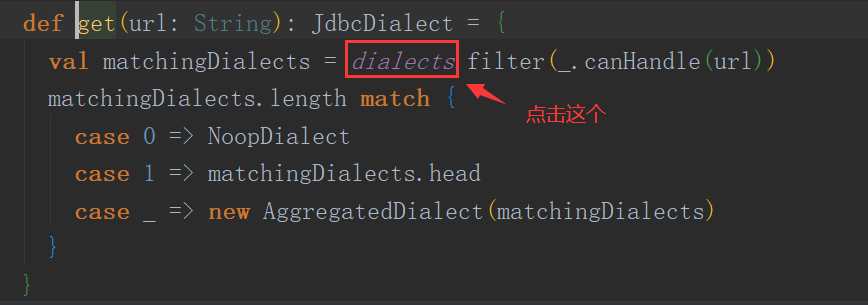 def get(url: String): JdbcDialect = {
val matchingDialects = dialects.filter(_.canHandle(url))
matchingDialects.length match {
case 0 => NoopDialect
点击这个
case 1 => matchingDialects.head
case _ => new AggregatedDialect(matchingDialects)
}
}